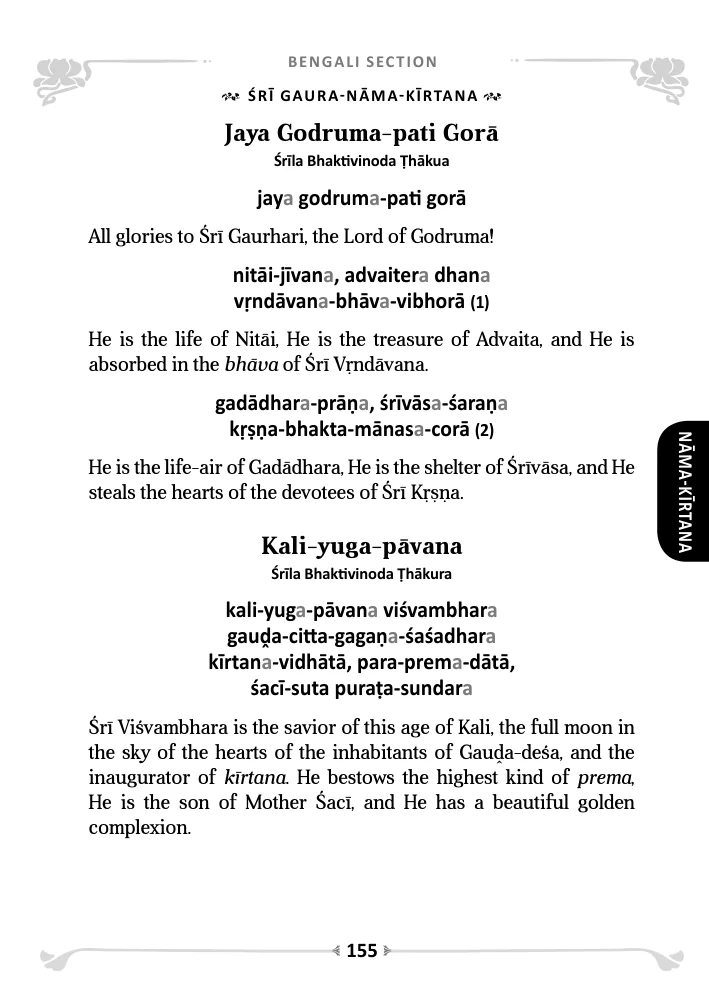 BENGALI SECTION
ŚRĪ GAURA-NĀMA-KĪRTANA
Jaya Godruma-pati Gorā
Śrīla Bhaktivinoda Ṭhākua
jaya godruma-pati gorā
All glories to Śrī Gaurhari, the Lord of Godruma!
nitāi-jīvana, advaitera dhana
vṛndāvana-bhāva-vibhorā (1)
He is the life of Nitāi, He is the treasure of Advaita, and He is
absorbed in the bhāva of Śrī Vṛndāvana.
gadādhara-prāṇa, śrīvāsa-śaraṇa
kṛṣṇa-bhakta-mānasa-corā (2)
He is the life-air of Gadādhara, He is the shelter of Śrīvāsa, and He
steals the hearts of the devotees of Śrī Kṛṣṇa.
NĀMA-KĪRTANA
Kali-yuga-pāvana
Śrīla Bhaktivinoda Ṭhākura
kali-yuga-pāvana viśvambhara
gauḓa-citta-gagaṇa-śaśadhara
kīrtana-vidhātā, para-prema-dātā,
śacī-suta puraṭa-sundara
Śrī Viśvambhara is the savior of this age of Kali, the full moon in
the sky of the hearts of the inhabitants of Gauḓa-deśa, and the
inaugurator of kīrtana. He bestows the highest kind of prema,
He is the son of Mother Śacī, and He has a beautiful golden
complexion.
155